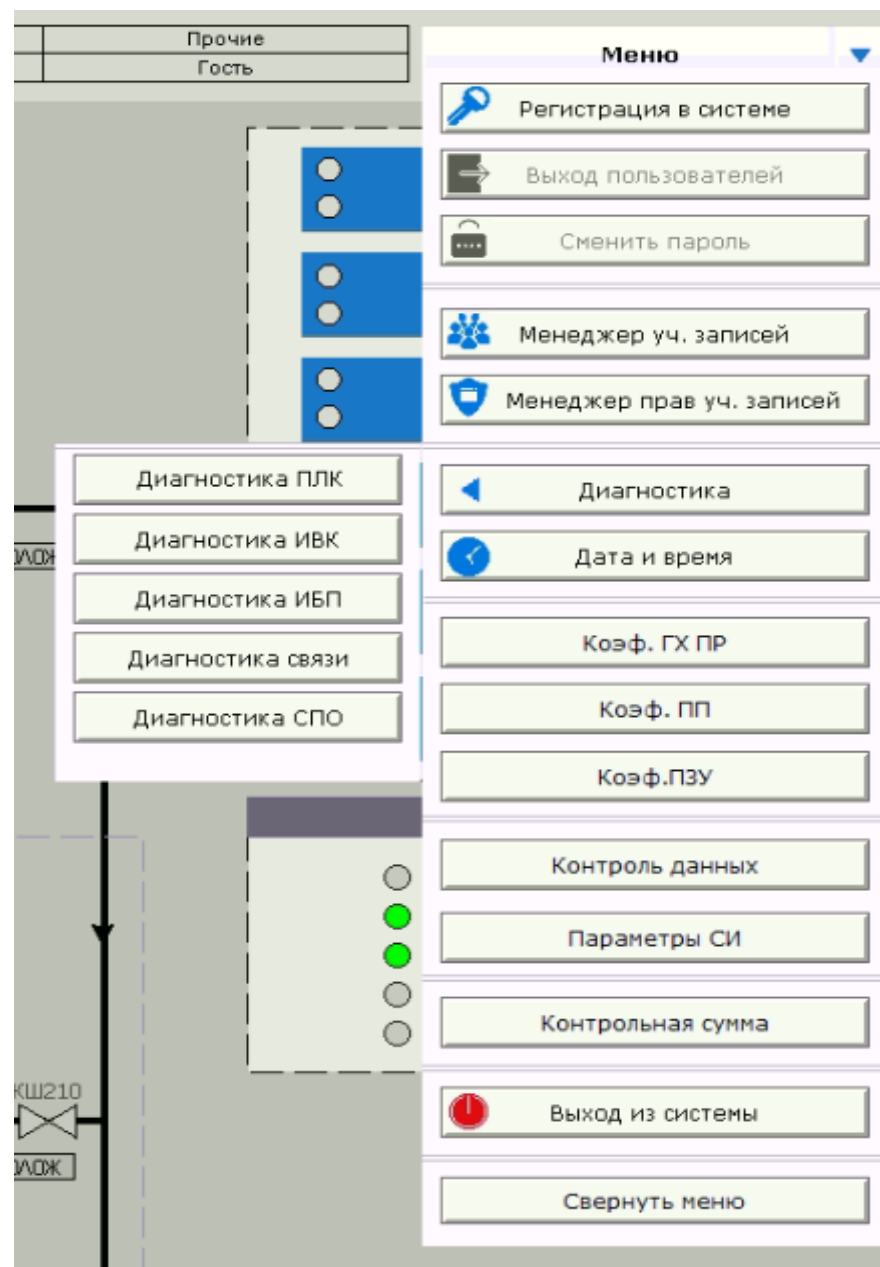 Прочие
Гость
Меню
Регистрация в системе
Выход пользователей
Сменить пароль
Менеджер уч. записей
Менеджер прав уч. записей
Диагностика
Дата и время
Диагностика ПЛК
Диагностика ИВК
Диагностика ИБП
Диагностика связи
Диагностика СПО
Коэф. ГХ ПР
Коэф. ПП
Коэф.ПЗУ
Контроль данных
Параметры СИ
Контрольная сумма
Выход из системы
Свернуть меню
КШ210